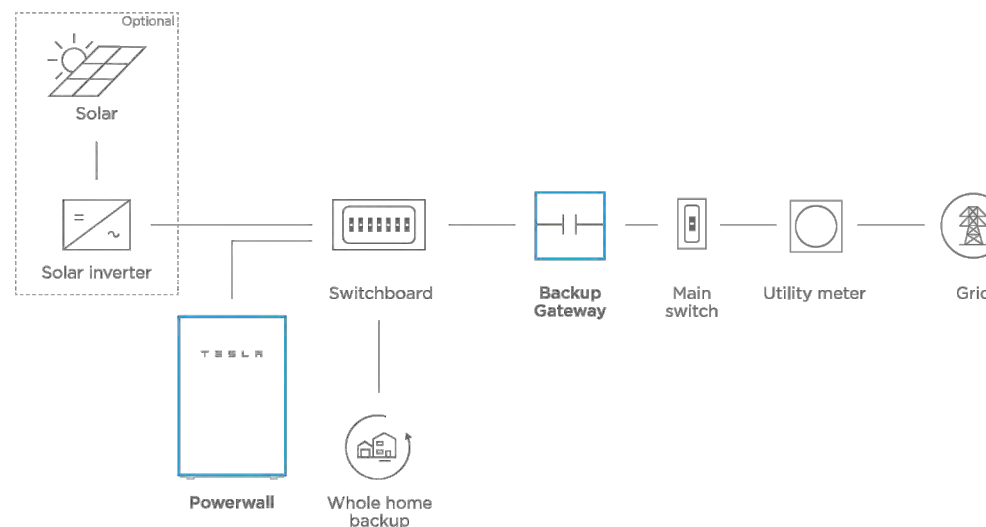 Optional
Solar
Solar inverter
Switchboard
Backup
Gateway
Main
switch
Utility meter
TESLA
Powerwall
Whole home
backup